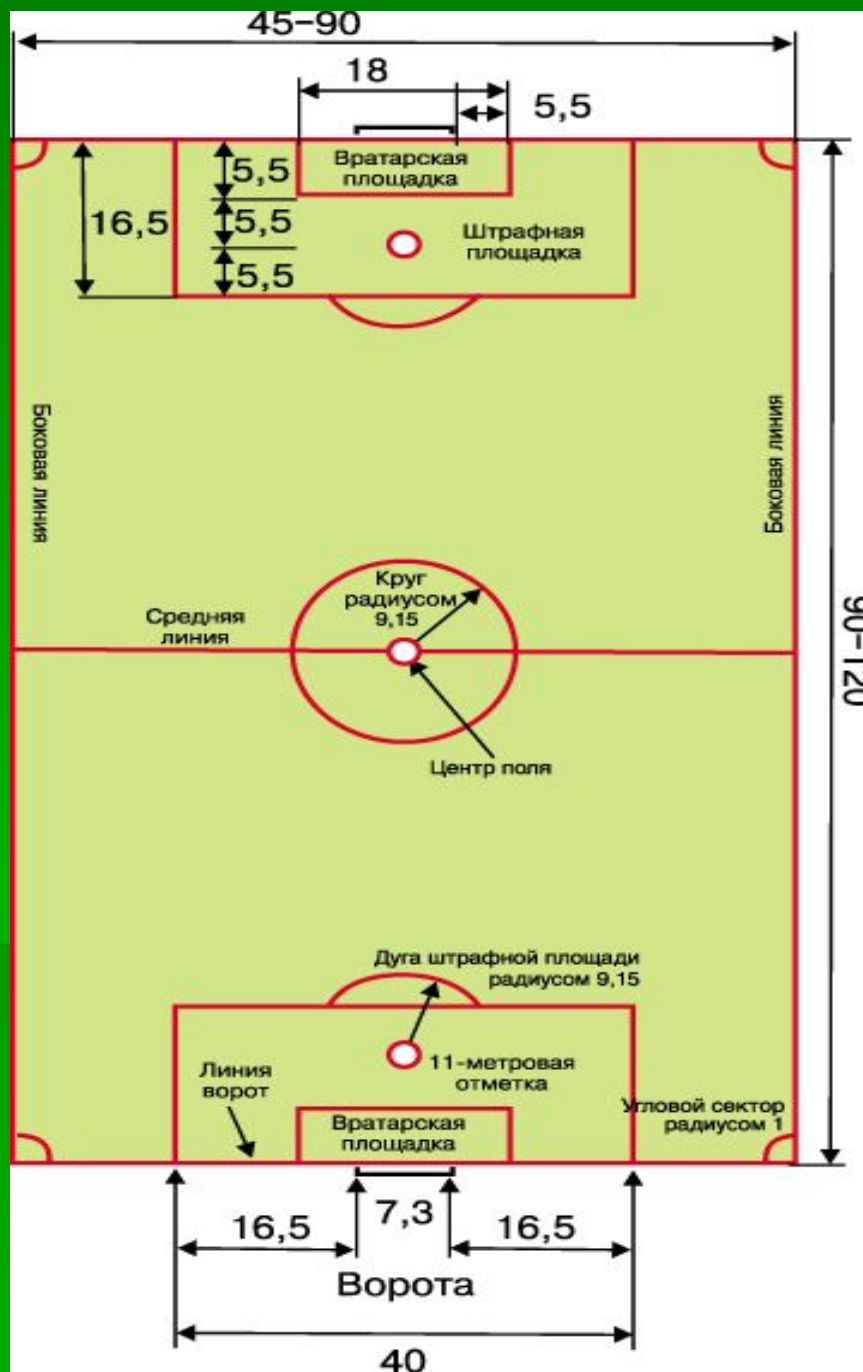 45–90
18
5,5
Вратарская
площадка
5,5
16,5
5,5
Штрафная
площадка
5,5
Боковая линия
Боковая линия
Круг
радиусом
9,15
Средняя
линия
90–120
Центр поля
Дуга штрафной площади
радиусом 9,15
11-метровая
отметка
Линия
ворот
Угловой сектор
радиусом 1
Вратарская
площадка
16,5
7,3
16,5
Ворота
40